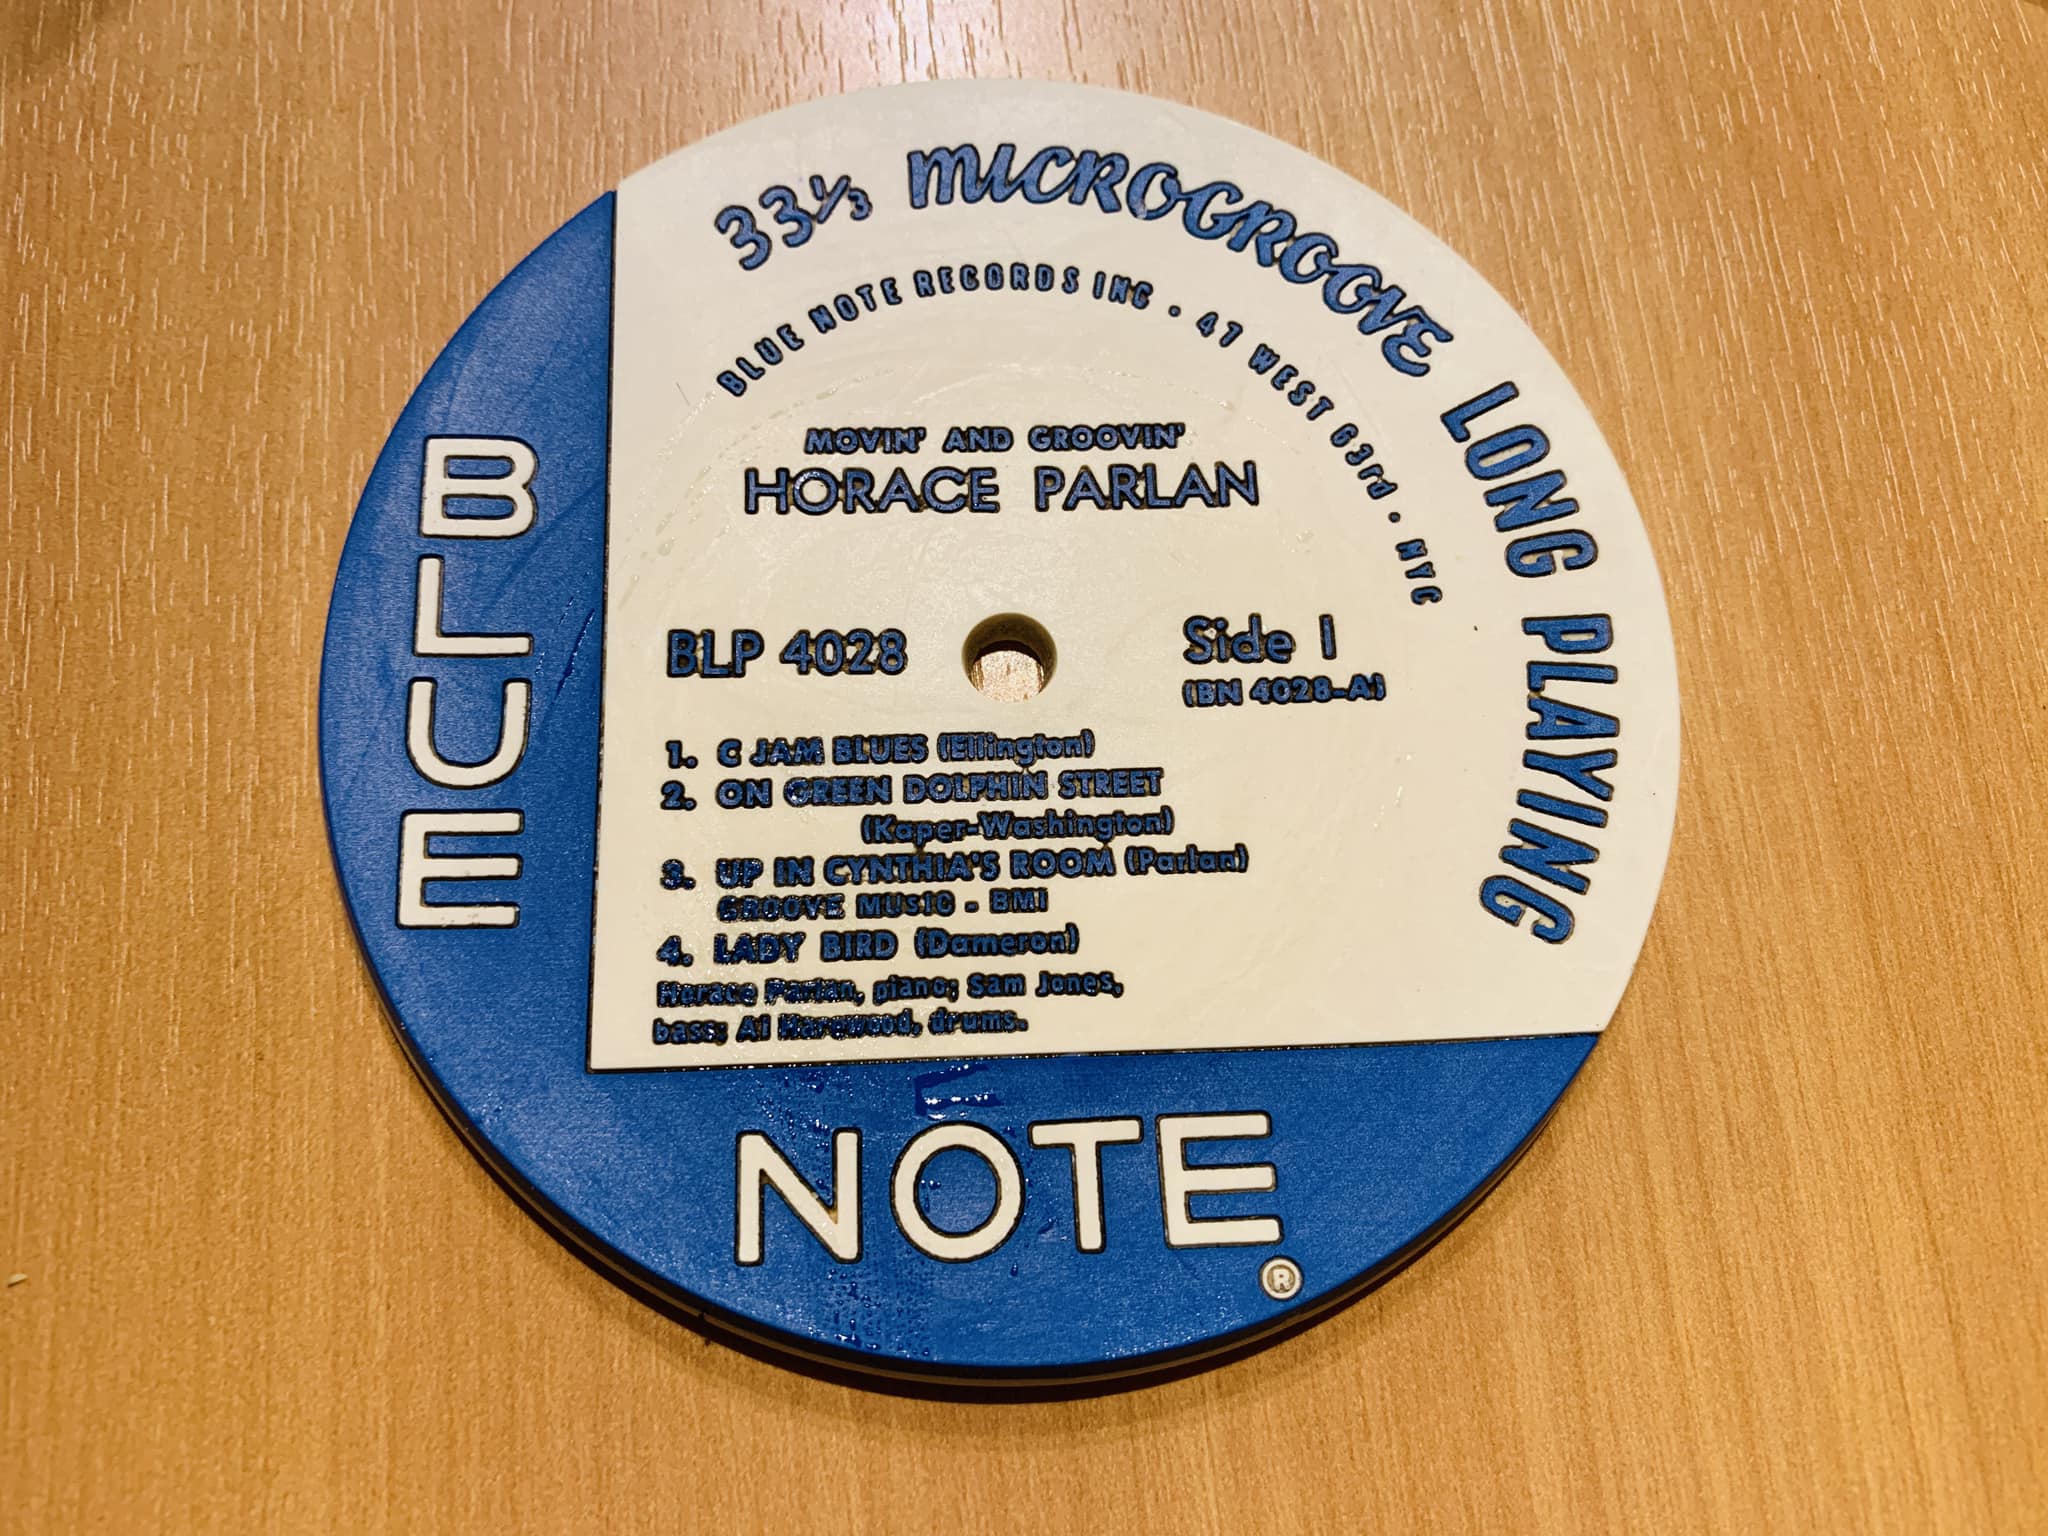 33⅓ MICROGROOVE LONG PLAYING
BLUE NOTE RECORDS INC • 47 WEST 63rd • NYC
MOVIN' AND GROOVIN'
HORACE PARLAN
BLP 4028
Side 1
(BN 4028-A)
1. C JAM BLUES (Ellington)
2. ON GREEN DOLPHIN STREET
(Kaper-Washington)
3. UP IN CYNTHIA'S ROOM (Parlan)
GROOVE MUSIC - BMI
4. LADY BIRD (Dameron)
Horace Parlan, piano; Sam Jones,
bass; Al Harewood, drums.
BLUE
NOTE
®